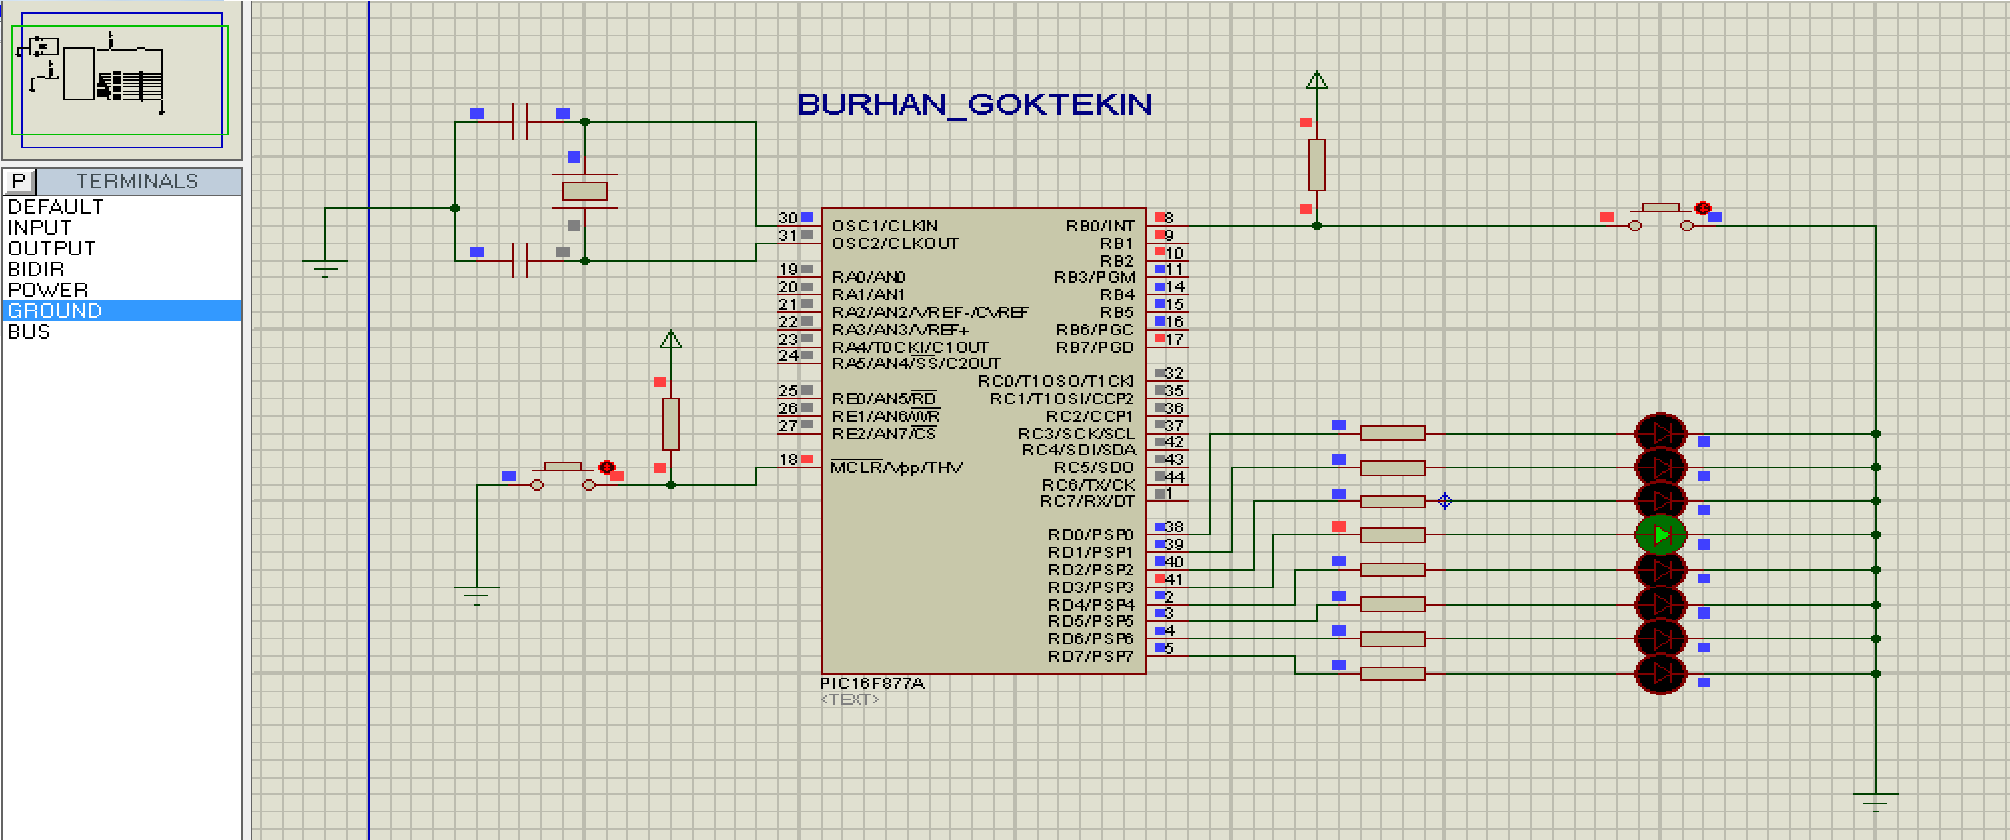 P TERMINALS
DEFAULT
INPUT
OUTPUT
BIDIR
POWER
GROUND
BUS
BURHAN_GOKTEKIN
30 OSC1/CLKIN
31 OSC2/CLKOUT
19 RA0/AN0
20 RA1/AN1
21 RA2/AN2/VREF-/CVREF
22 RA3/AN3/VREF+
23 RA4/T0CKI/C1OUT
24 RA5/AN4/SS/C2OUT
25 RE0/AN5/RD
26 RE1/AN6/WR
27 RE2/AN7/CS
18 MCLR/Vpp/THV
RB0/INT 8
RB1 9
RB2 10
RB3/PGM 11
RB4 14
RB5 15
RB6/PGC 16
RB7/PGD 17
RC0/T1OSO/T1CKI 32
RC1/T1OSI/CCP2 35
RC2/CCP1 36
RC3/SCK/SCL 37
RC4/SDI/SDA 42
RC5/SDO 43
RC6/TX/CK 44
RC7/RX/DT 1
RD0/PSP0 38
RD1/PSP1 39
RD2/PSP2 40
RD3/PSP3 41
RD4/PSP4 2
RD5/PSP5 3
RD6/PSP6 4
RD7/PSP7 5
PIC16F877A
<TEXT>